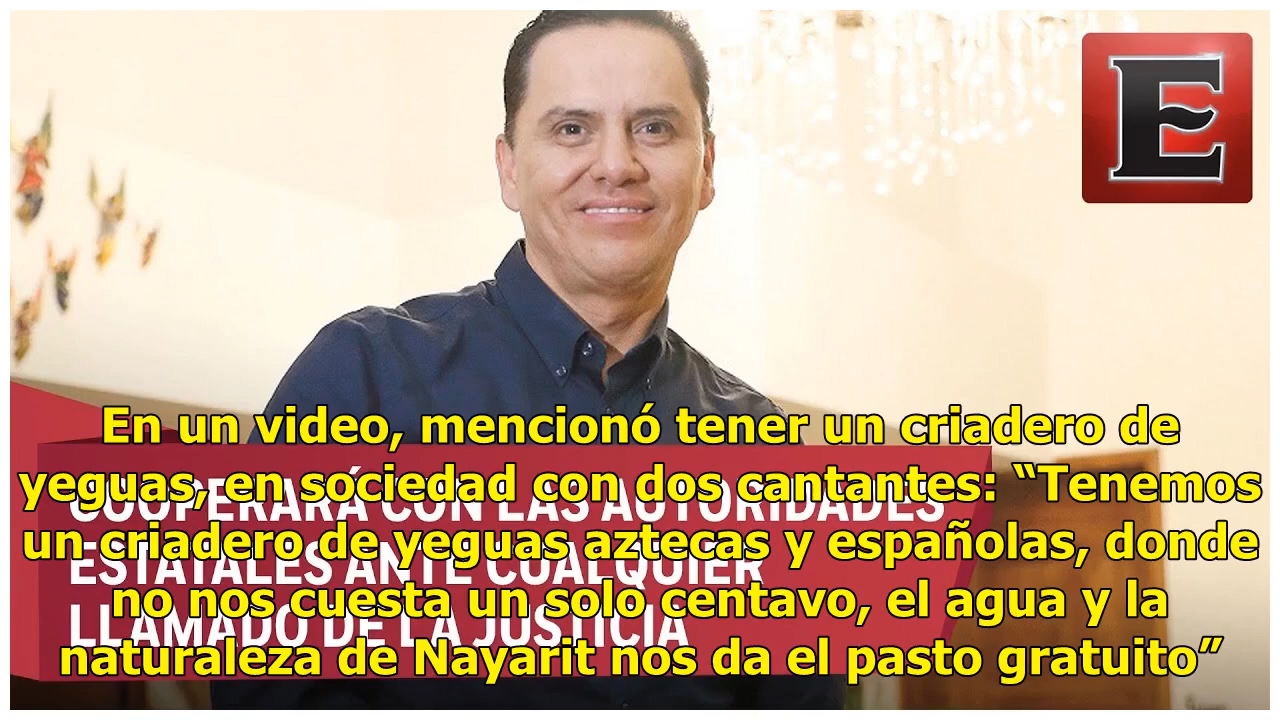 E
En un video, mencionó tener un criadero de
yeguas, en sociedad con dos cantantes: “Tenemos
un criadero de yeguas aztecas y españolas, donde
no nos cuesta un solo centavo, el agua y la
naturaleza de Nayarit nos da el pasto gratuito”
COOPERARÁ CON LAS AUTORIDADES
ESTATALES ANTE CUALQUIER
LLAMADO DE LA JUSTICIA